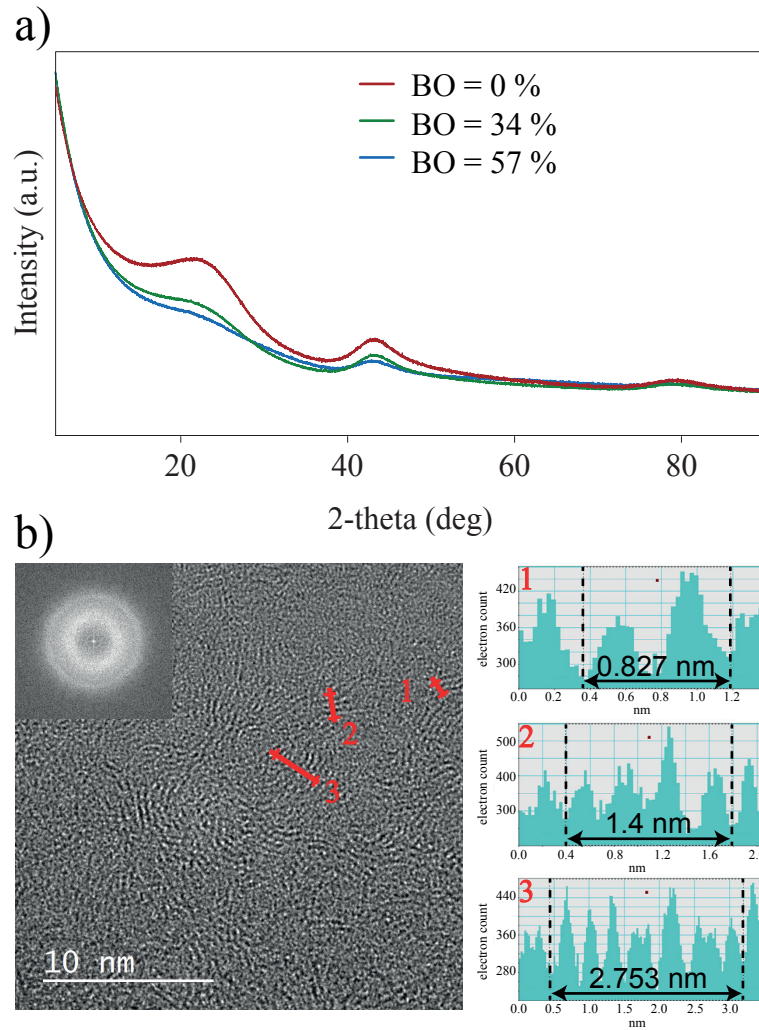 a)
BO = 0 %
BO = 34 %
BO = 57 %
Intensity (a.u.)
20 40 60 80
2-theta (deg)
b)
1
2
3
10 nm
1
electron count
420
360
300
0.827 nm
0.0 0.2 0.4 0.6 0.8 1.0 1.2
nm
2
electron count
500
400
300
1.4 nm
0.0 0.4 0.8 1.2 1.6 2.
nm
3
electron count
440
360
280
2.753 nm
0.0 0.5 1.0 1.5 2.0 2.5 3.0
nm